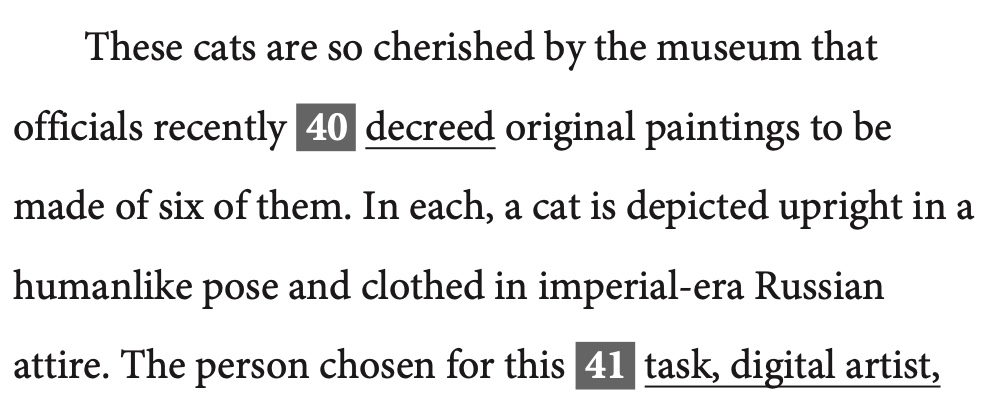 These cats are so cherished by the museum that
officials recently 40 decreed original paintings to be
made of six of them. In each, a cat is depicted upright in a
humanlike pose and clothed in imperial-era Russian
attire. The person chosen for this 41 task, digital artist,